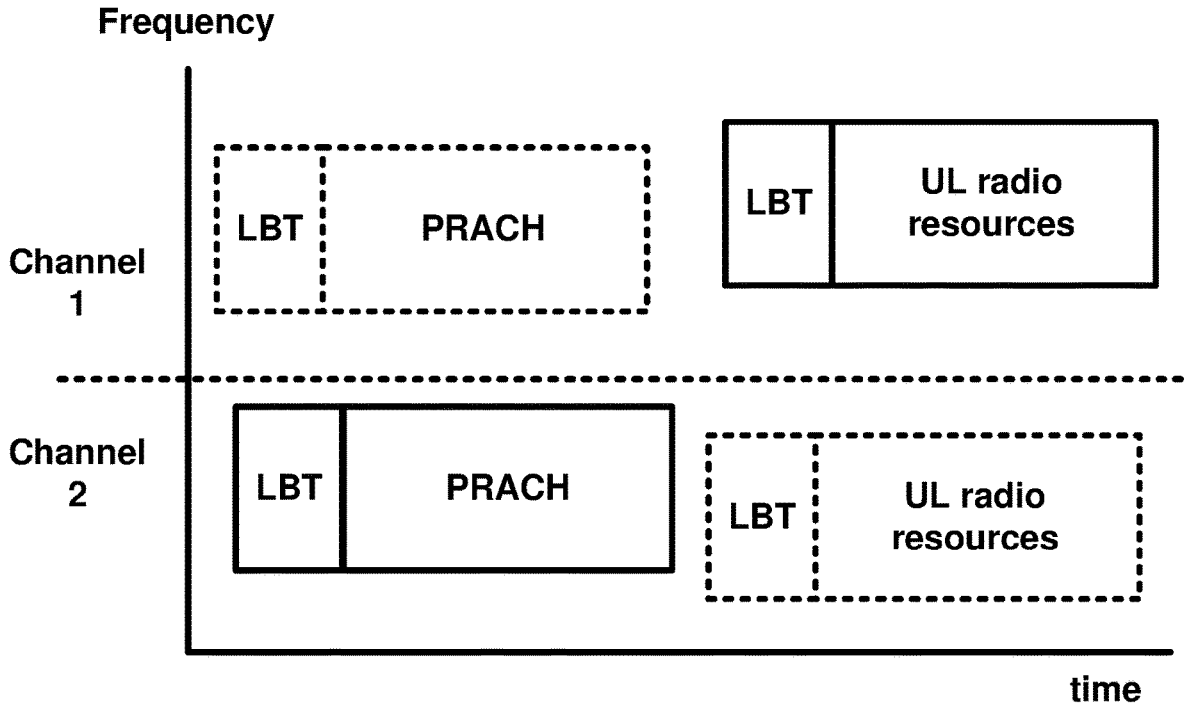 Frequency
LBT
PRACH
LBT
UL radio
resources
Channel
1
Channel
2
LBT
PRACH
LBT
UL radio
resources
time